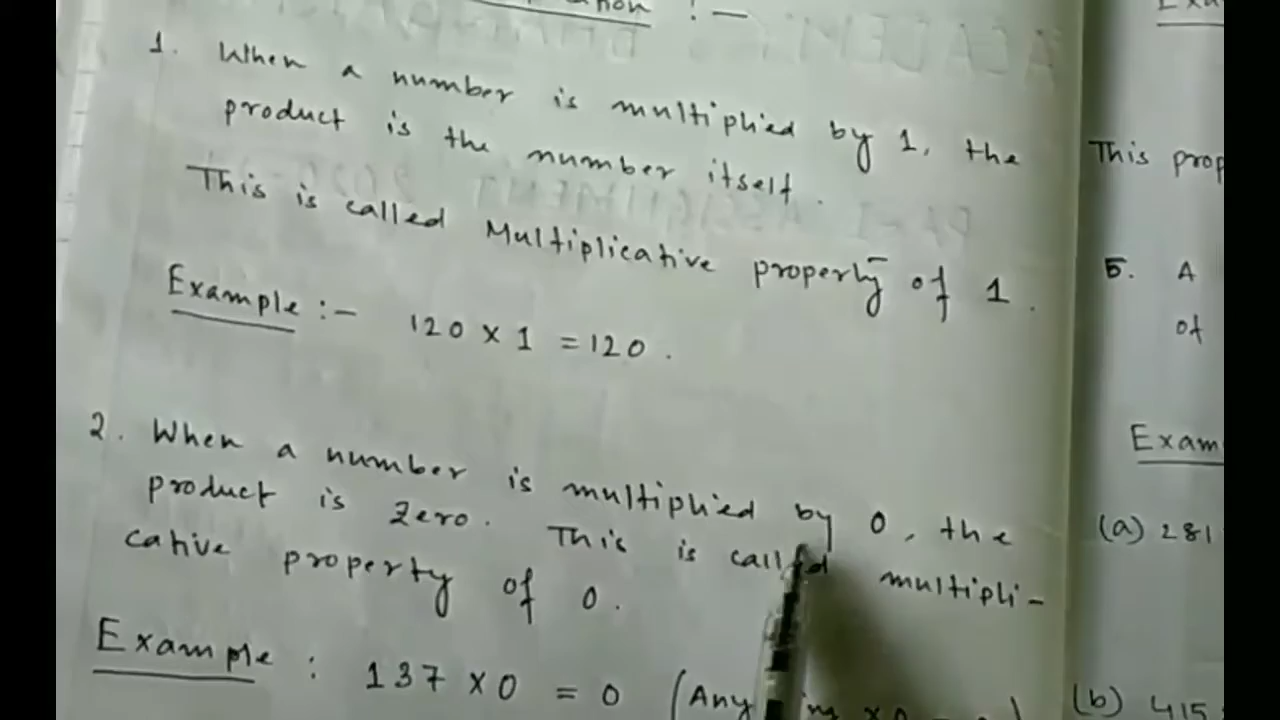 1. When a number is multiplied by 1, the
product is the number itself.
This is called Multiplicative property of 1.
Example :- 120 × 1 = 120.
2. When a number is multiplied by 0, the
product is zero. This is called multipli-
cative property of 0.
Example : 137 × 0 = 0 (Any
This
5. A
of
(a) 281
(b) 415